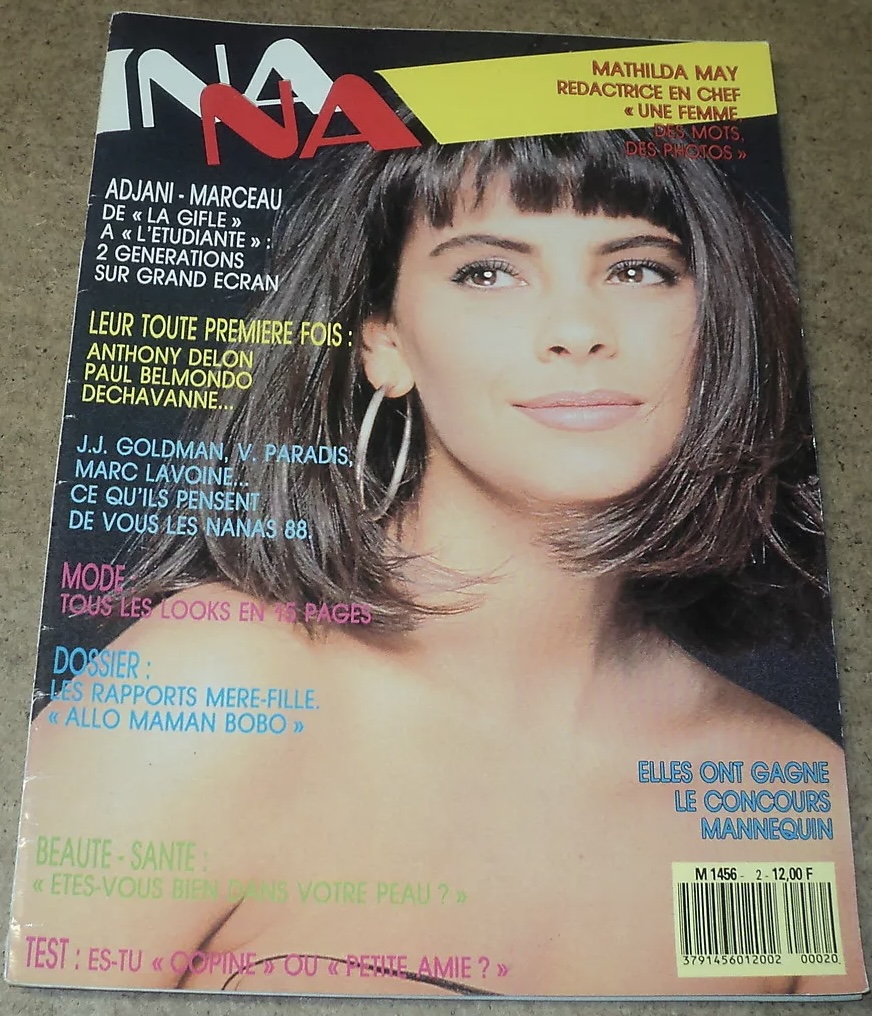 NA
NA
MATHILDA MAY
REDACTRICE EN CHEF
« UNE FEMME,
DES MOTS,
DES PHOTOS »
ADJANI - MARCEAU
DE « LA GIFLE »
A « L'ETUDIANTE » :
2 GENERATIONS
SUR GRAND ECRAN
LEUR TOUTE PREMIERE FOIS :
ANTHONY DELON
PAUL BELMONDO
DECHAVANNE...
J.J. GOLDMAN, V. PARADIS,
MARC LAVOINE...
CE QU'ILS PENSENT
DE VOUS LES NANAS 88.
MODE :
TOUS LES LOOKS EN 15 PAGES
DOSSIER :
LES RAPPORTS MERE-FILLE.
« ALLO MAMAN BOBO »
ELLES ONT GAGNE
LE CONCOURS
MANNEQUIN
BEAUTE - SANTE :
« ETES-VOUS BIEN DANS VOTRE PEAU ? »
M 1456 - 2 - 12,00 F
3791456012002 00020
TEST : ES-TU « COPINE » OU « PETITE AMIE ? »